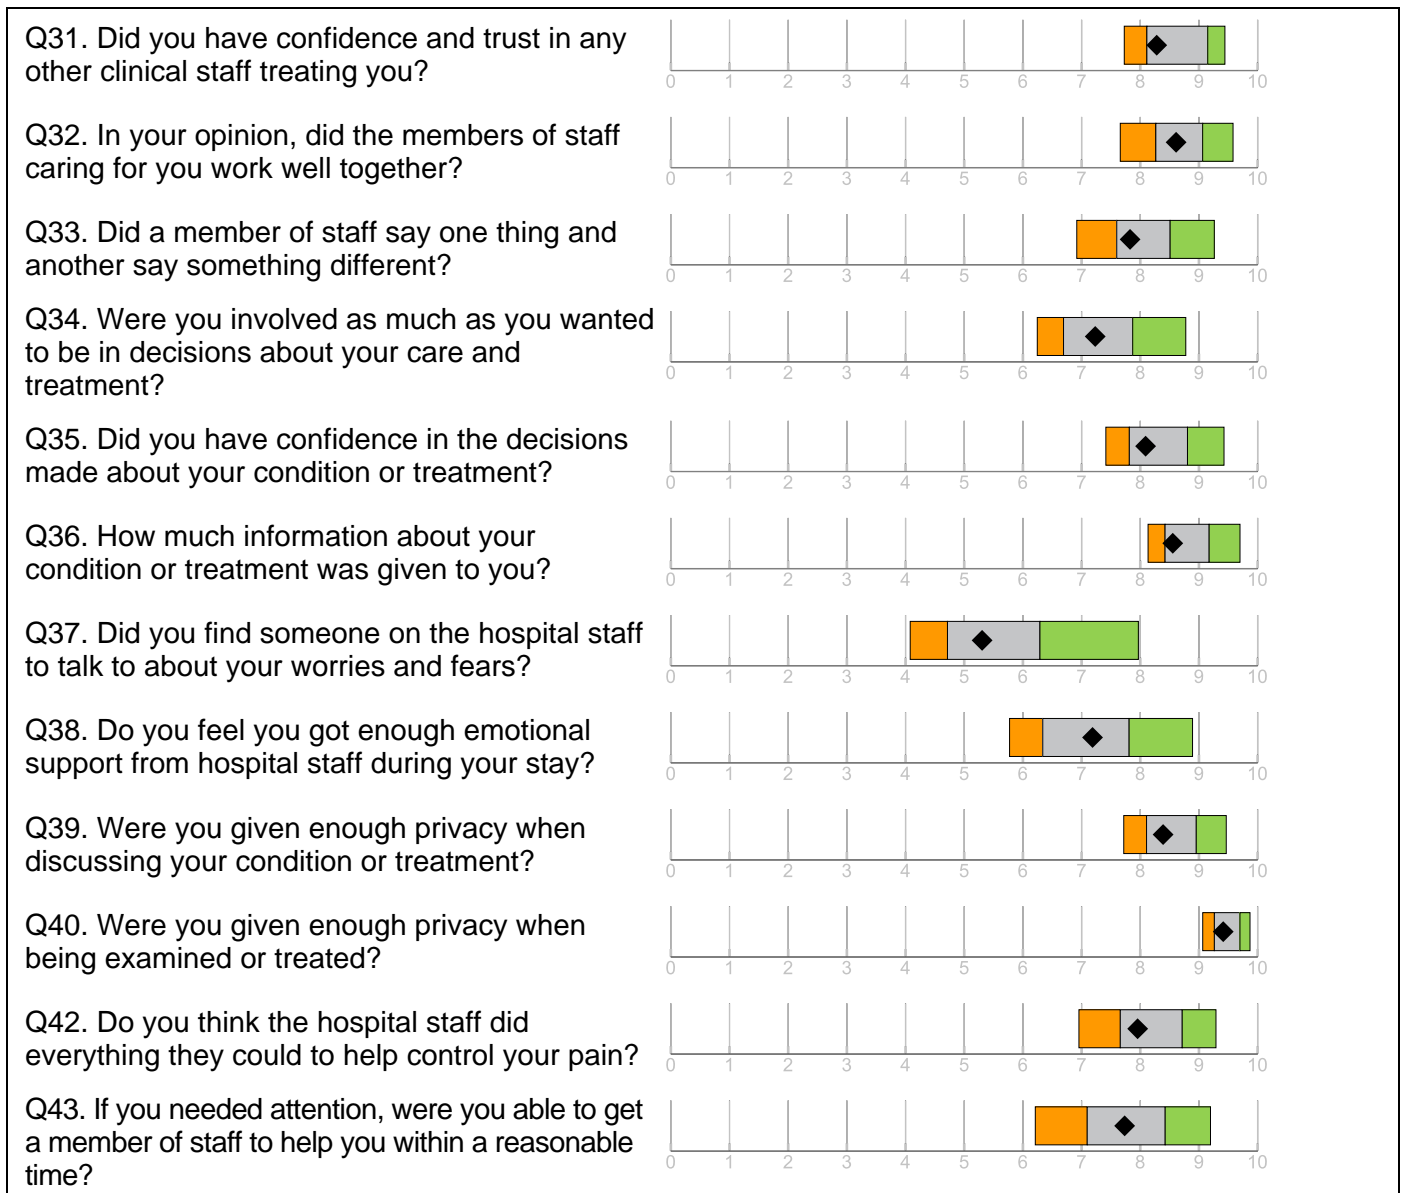 Q31. Did you have confidence and trust in any
other clinical staff treating you?
0 1 2 3 4 5 6 7 8 9 10
Q32. In your opinion, did the members of staff
caring for you work well together?
0 1 2 3 4 5 6 7 8 9 10
Q33. Did a member of staff say one thing and
another say something different?
0 1 2 3 4 5 6 7 8 9 10
Q34. Were you involved as much as you wanted
to be in decisions about your care and
treatment?
0 1 2 3 4 5 6 7 8 9 10
Q35. Did you have confidence in the decisions
made about your condition or treatment?
0 1 2 3 4 5 6 7 8 9 10
Q36. How much information about your
condition or treatment was given to you?
0 1 2 3 4 5 6 7 8 9 10
Q37. Did you find someone on the hospital staff
to talk to about your worries and fears?
0 1 2 3 4 5 6 7 8 9 10
Q38. Do you feel you got enough emotional
support from hospital staff during your stay?
0 1 2 3 4 5 6 7 8 9 10
Q39. Were you given enough privacy when
discussing your condition or treatment?
0 1 2 3 4 5 6 7 8 9 10
Q40. Were you given enough privacy when
being examined or treated?
0 1 2 3 4 5 6 7 8 9 10
Q42. Do you think the hospital staff did
everything they could to help control your pain?
0 1 2 3 4 5 6 7 8 9 10
Q43. If you needed attention, were you able to get
a member of staff to help you within a reasonable
time?
0 1 2 3 4 5 6 7 8 9 10